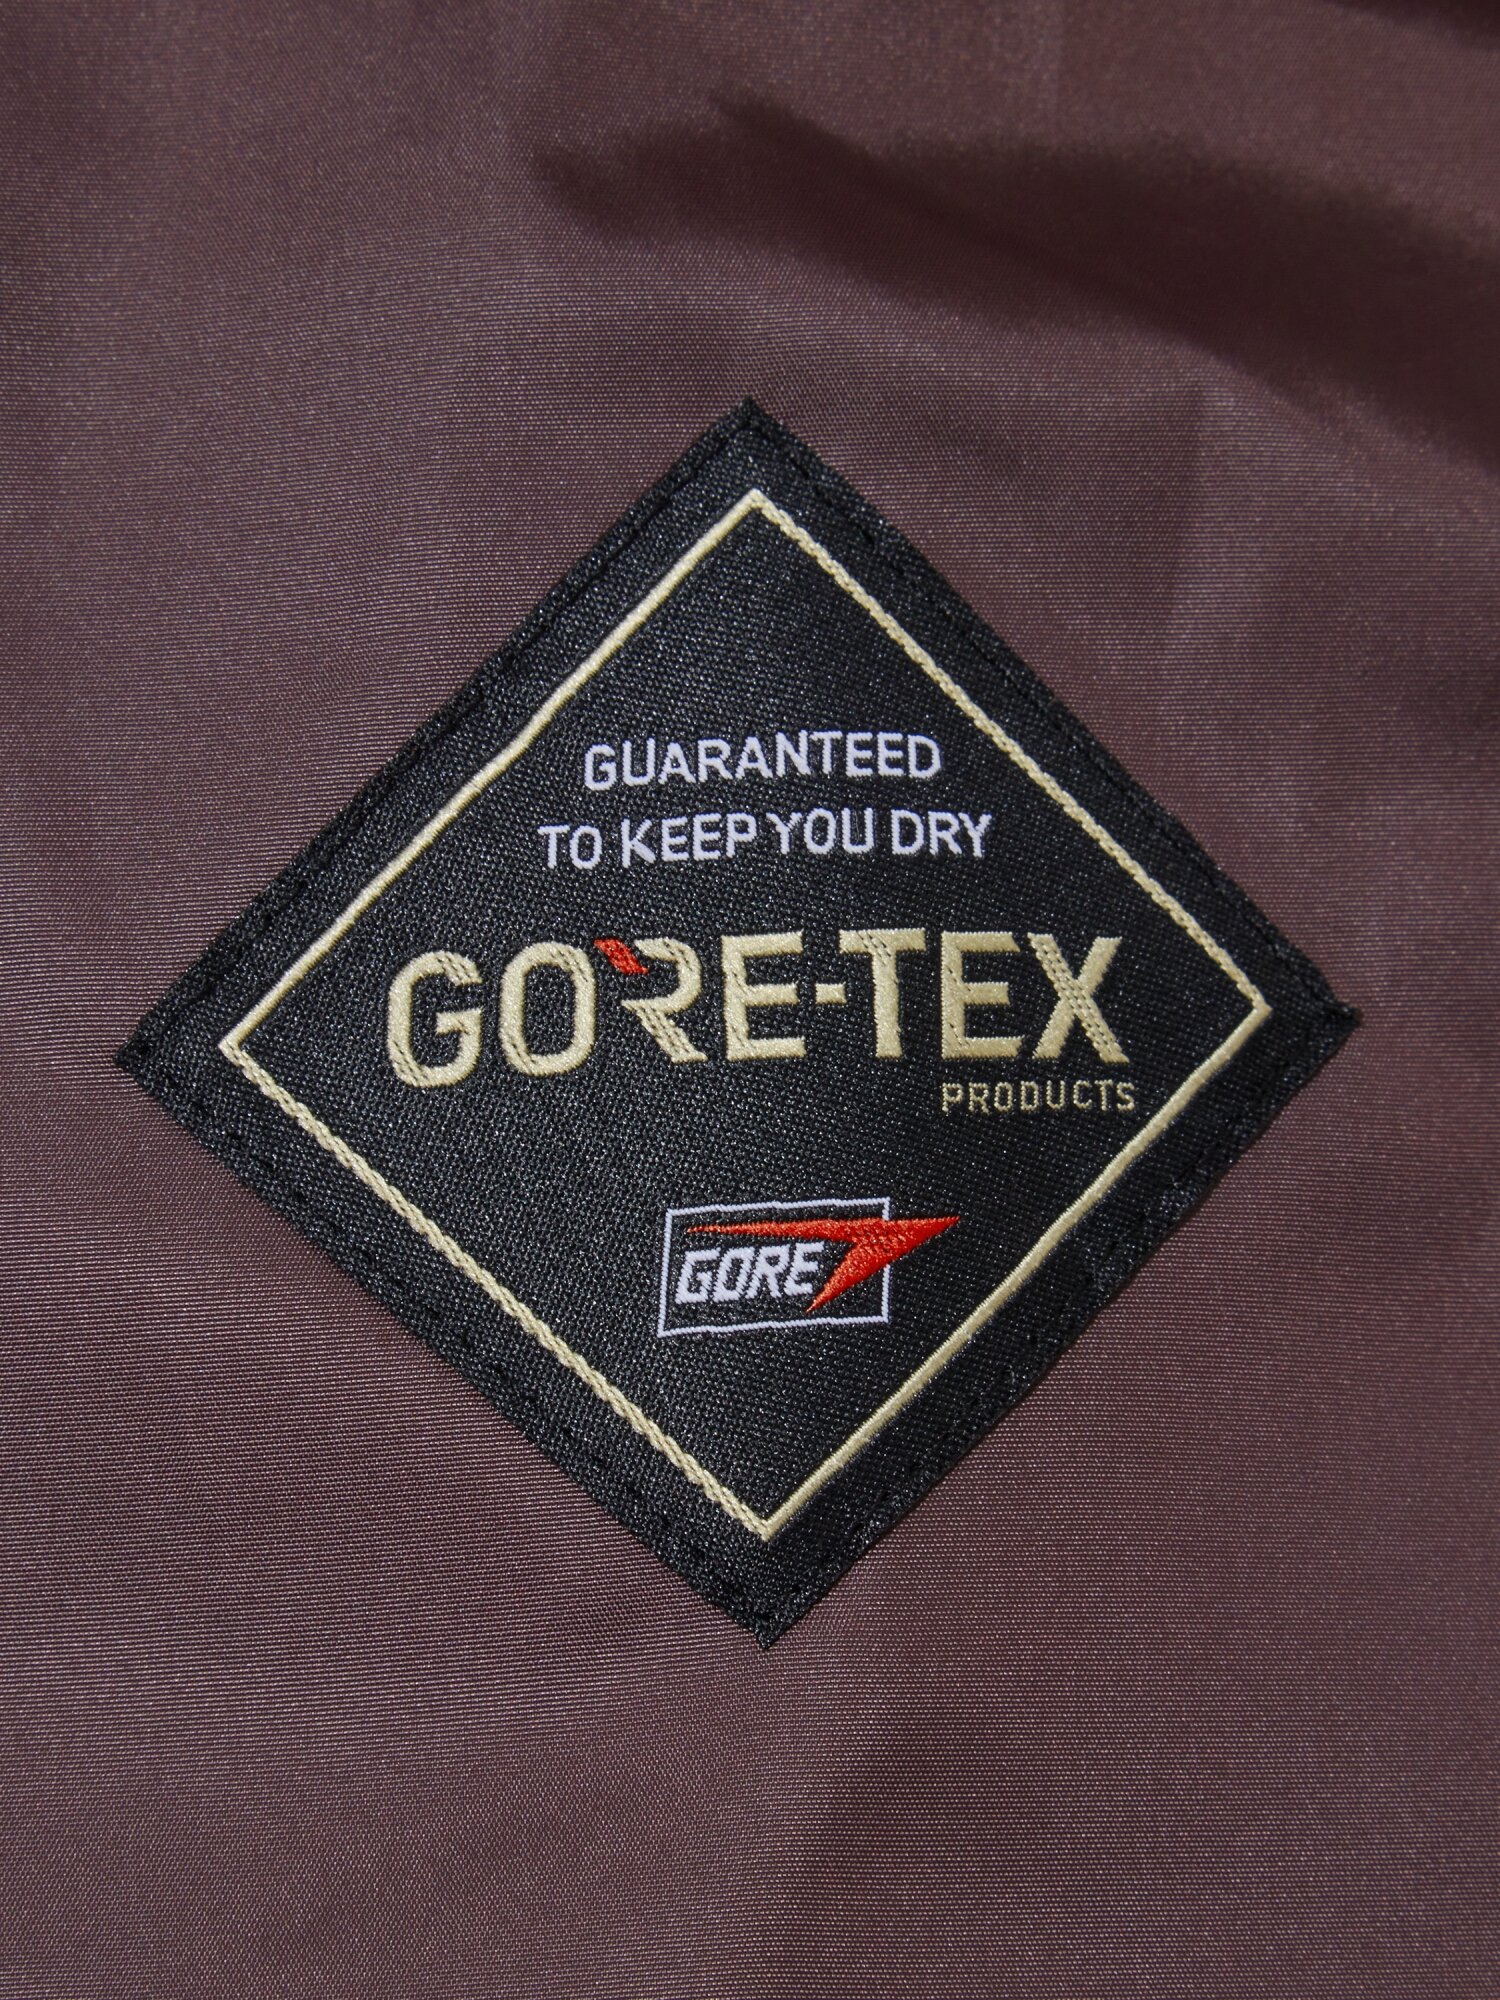 GUARANTEED
TO KEEP YOU DRY
GORE-TEX
PRODUCTS
GORE